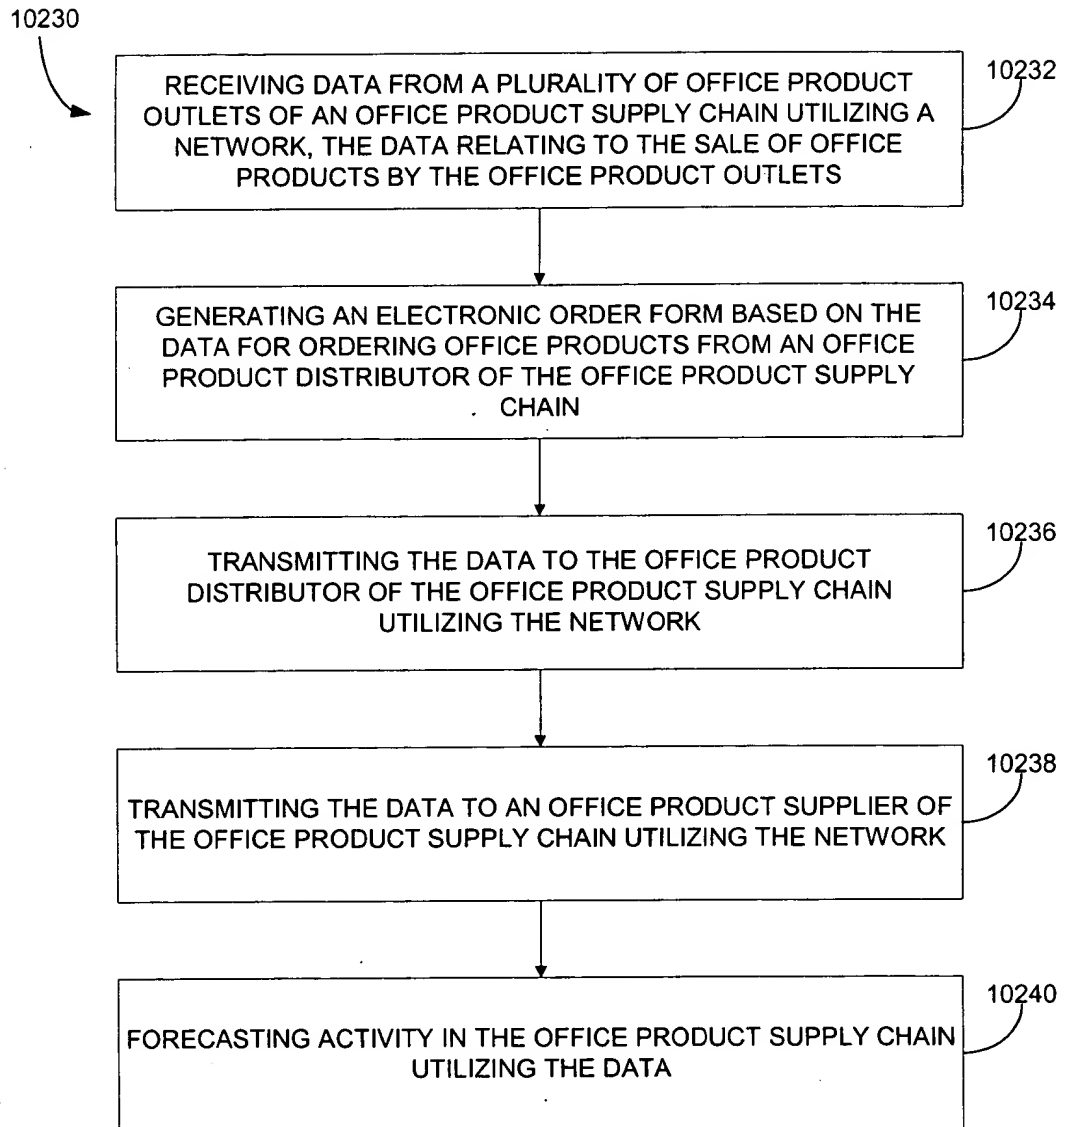 10230
10232
RECEIVING DATA FROM A PLURALITY OF OFFICE PRODUCT
OUTLETS OF AN OFFICE PRODUCT SUPPLY CHAIN UTILIZING A
NETWORK, THE DATA RELATING TO THE SALE OF OFFICE
PRODUCTS BY THE OFFICE PRODUCT OUTLETS
10234
GENERATING AN ELECTRONIC ORDER FORM BASED ON THE
DATA FOR ORDERING OFFICE PRODUCTS FROM AN OFFICE
PRODUCT DISTRIBUTOR OF THE OFFICE PRODUCT SUPPLY
CHAIN
10236
TRANSMITTING THE DATA TO THE OFFICE PRODUCT
DISTRIBUTOR OF THE OFFICE PRODUCT SUPPLY CHAIN
UTILIZING THE NETWORK
10238
TRANSMITTING THE DATA TO AN OFFICE PRODUCT SUPPLIER OF
THE OFFICE PRODUCT SUPPLY CHAIN UTILIZING THE NETWORK
10240
FORECASTING ACTIVITY IN THE OFFICE PRODUCT SUPPLY CHAIN
UTILIZING THE DATA